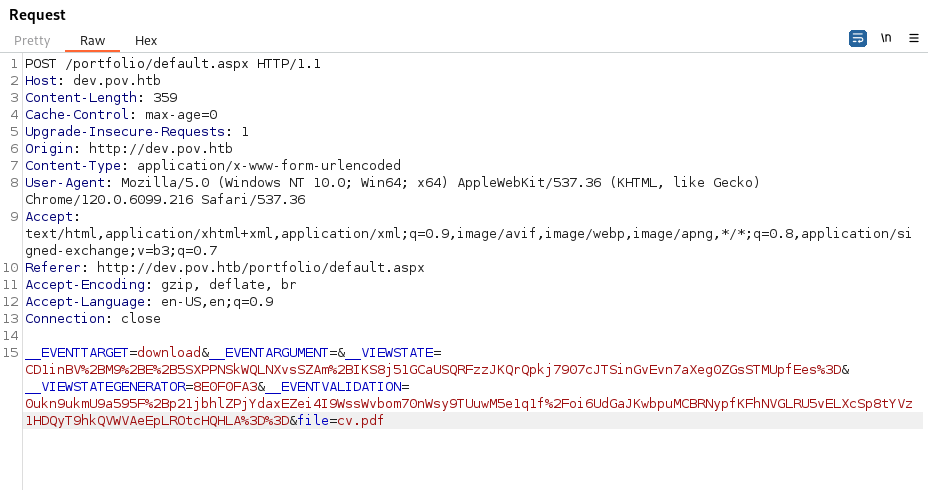 Request
Pretty Raw Hex \n
1 POST /portfolio/default.aspx HTTP/1.1
2 Host: dev.pov.htb
3 Content-Length: 359
4 Cache-Control: max-age=0
5 Upgrade-Insecure-Requests: 1
6 Origin: http://dev.pov.htb
7 Content-Type: application/x-www-form-urlencoded
8 User-Agent: Mozilla/5.0 (Windows NT 10.0; Win64; x64) AppleWebKit/537.36 (KHTML, like Gecko)
Chrome/120.0.6099.216 Safari/537.36
9 Accept:
text/html,application/xhtml+xml,application/xml;q=0.9,image/avif,image/webp,image/apng,*/*;q=0.8,application/si
gned-exchange;v=b3;q=0.7
10 Referer: http://dev.pov.htb/portfolio/default.aspx
11 Accept-Encoding: gzip, deflate, br
12 Accept-Language: en-US,en;q=0.9
13 Connection: close
14
15 __EVENTTARGET=download&__EVENTARGUMENT=&__VIEWSTATE=
CD1inBV%2BM9%2BE%2B5SXPPNSkWQLNXvsSZAm%2BIKS8j51GCaUSQRFzzJKQrQpkj79O7cJTSinGvEvn7aXegOZGsSTMUpfEes%3D&
__VIEWSTATEGENERATOR=8E0F0FA3&__EVENTVALIDATION=
Oukn9ukmU9a595F%2Bp21jbhlZPjYdaxEZei4I9WssWvbom7OnWsy9TUuwM5e1q1f%2Foi6UdGaJKwbpuMCBRNypfKFhNVGLRU5vELXcSp8tYVz
1HDQyT9hkQVWVAeEpLROtcHQHLA%3D%3D&file=cv.pdf